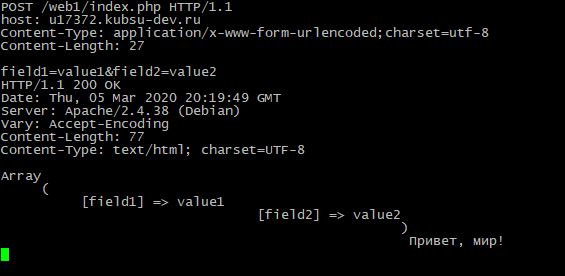 POST /web1/index.php HTTP/1.1
host: u17372.kubsu-dev.ru
Content-Type: application/x-www-form-urlencoded;charset=utf-8
Content-Length: 27

field1=value1&field2=value2
HTTP/1.1 200 OK
Date: Thu, 05 Mar 2020 20:19:49 GMT
Server: Apache/2.4.38 (Debian)
Vary: Accept-Encoding
Content-Length: 77
Content-Type: text/html; charset=UTF-8

Array
(
[field1] => value1
[field2] => value2
)
Привет, мир!